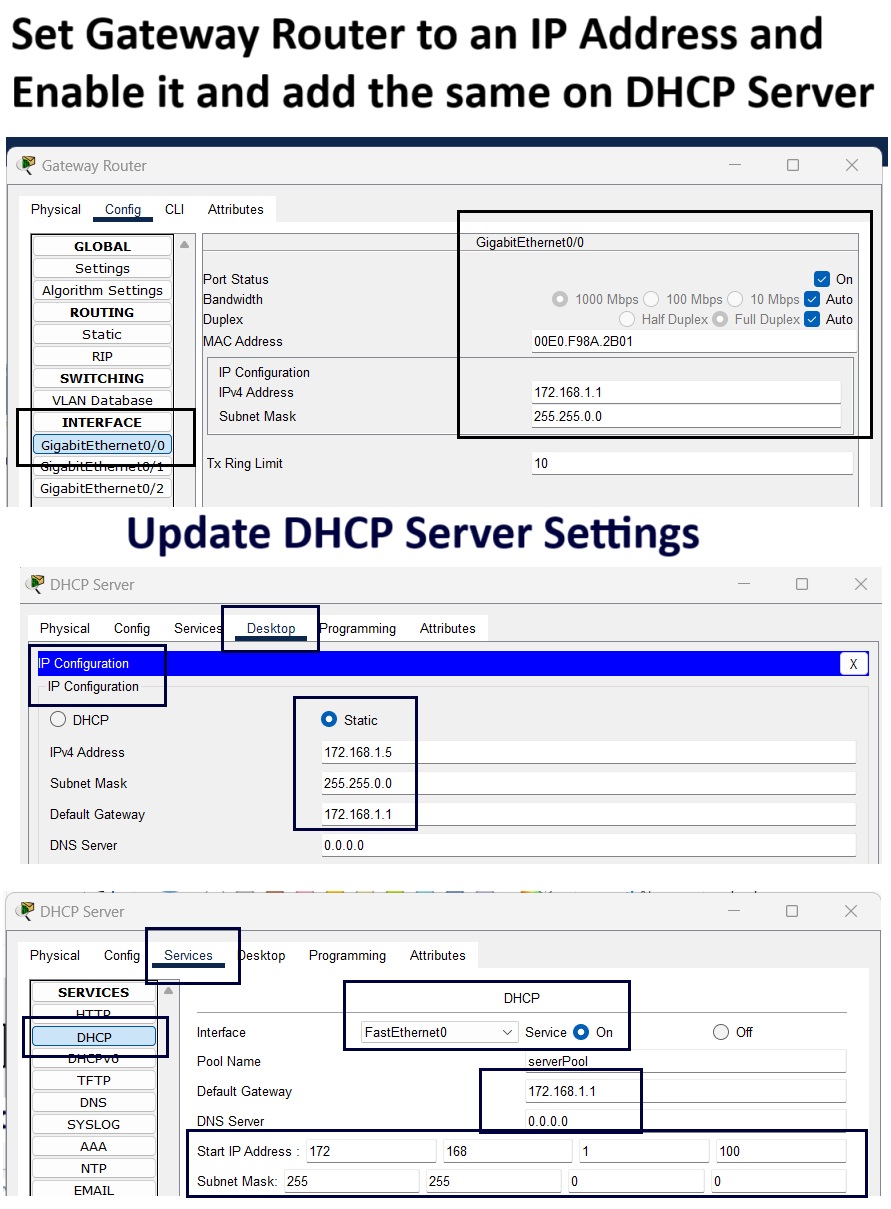 Set Gateway Router to an IP Address and
Enable it and add the same on DHCP Server
Gateway Router
Physical Config CLI Attributes
GLOBAL
Settings
Algorithm Settings
ROUTING
Static
RIP
SWITCHING
VLAN Database
INTERFACE
GigabitEthernet0/0
GigabitEthernet0/1
GigabitEthernet0/2
GigabitEthernet0/0
Port Status On
Bandwidth 1000 Mbps 100 Mbps 10 Mbps Auto
Duplex Half Duplex Full Duplex Auto
MAC Address 00E0.F98A.2B01
IP Configuration
IPv4 Address 172.168.1.1
Subnet Mask 255.255.0.0
Tx Ring Limit 10
Update DHCP Server Settings
DHCP Server
Physical Config Services Desktop Programming Attributes
IP Configuration X
IP Configuration
DHCP Static
IPv4 Address 172.168.1.5
Subnet Mask 255.255.0.0
Default Gateway 172.168.1.1
DNS Server 0.0.0.0
DHCP Server
Physical Config Services Desktop Programming Attributes
SERVICES
HTTP
DHCP
DHCPv6
TFTP
DNS
SYSLOG
AAA
NTP
EMAIL
DHCP
Interface FastEthernet0 Service On Off
Pool Name serverPool
Default Gateway 172.168.1.1
DNS Server 0.0.0.0
Start IP Address : 172 168 1 100
Subnet Mask: 255 255 0 0